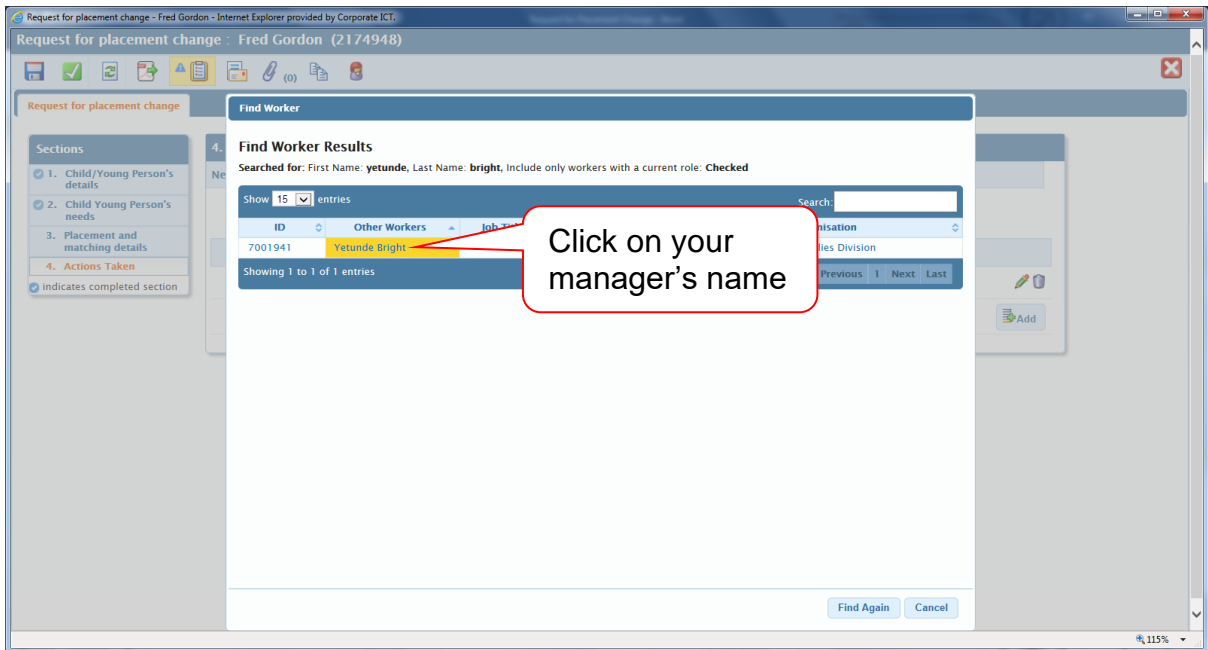 Request for placement change - Fred Gordon - Internet Explorer provided by Corporate ICT,
Request for placement change : Fred Gordon (2174948)
(0)
Request for placement change
Find Worker
Sections
1. Child/Young Person's
details
2. Child Young Person's
needs
3. Placement and
matching details
4. Actions Taken
indicates completed section
4.
Ne
Find Worker Results
Searched for: First Name: yetunde, Last Name: bright, Include only workers with a current role: Checked
Show 15 entries
Search:
ID Other Workers Job Tit nisation
7001941 Yetunde Bright lies Division
Showing 1 to 1 of 1 entries
Previous 1 Next Last
Click on your
manager's name
Add
Find Again Cancel
115%